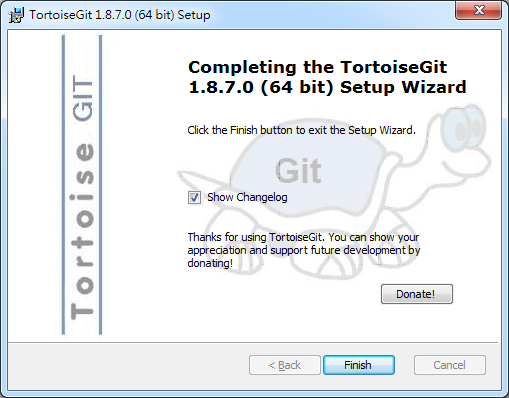 TortoiseGit 1.8.7.0 (64 bit) Setup
Tortoise GIT
Completing the TortoiseGit
1.8.7.0 (64 bit) Setup Wizard
Click the Finish button to exit the Setup Wizard.
Git
Show Changelog
Thanks for using TortoiseGit. You can show your
appreciation and support future development by
donating!
Donate!
< Back
Finish
Cancel